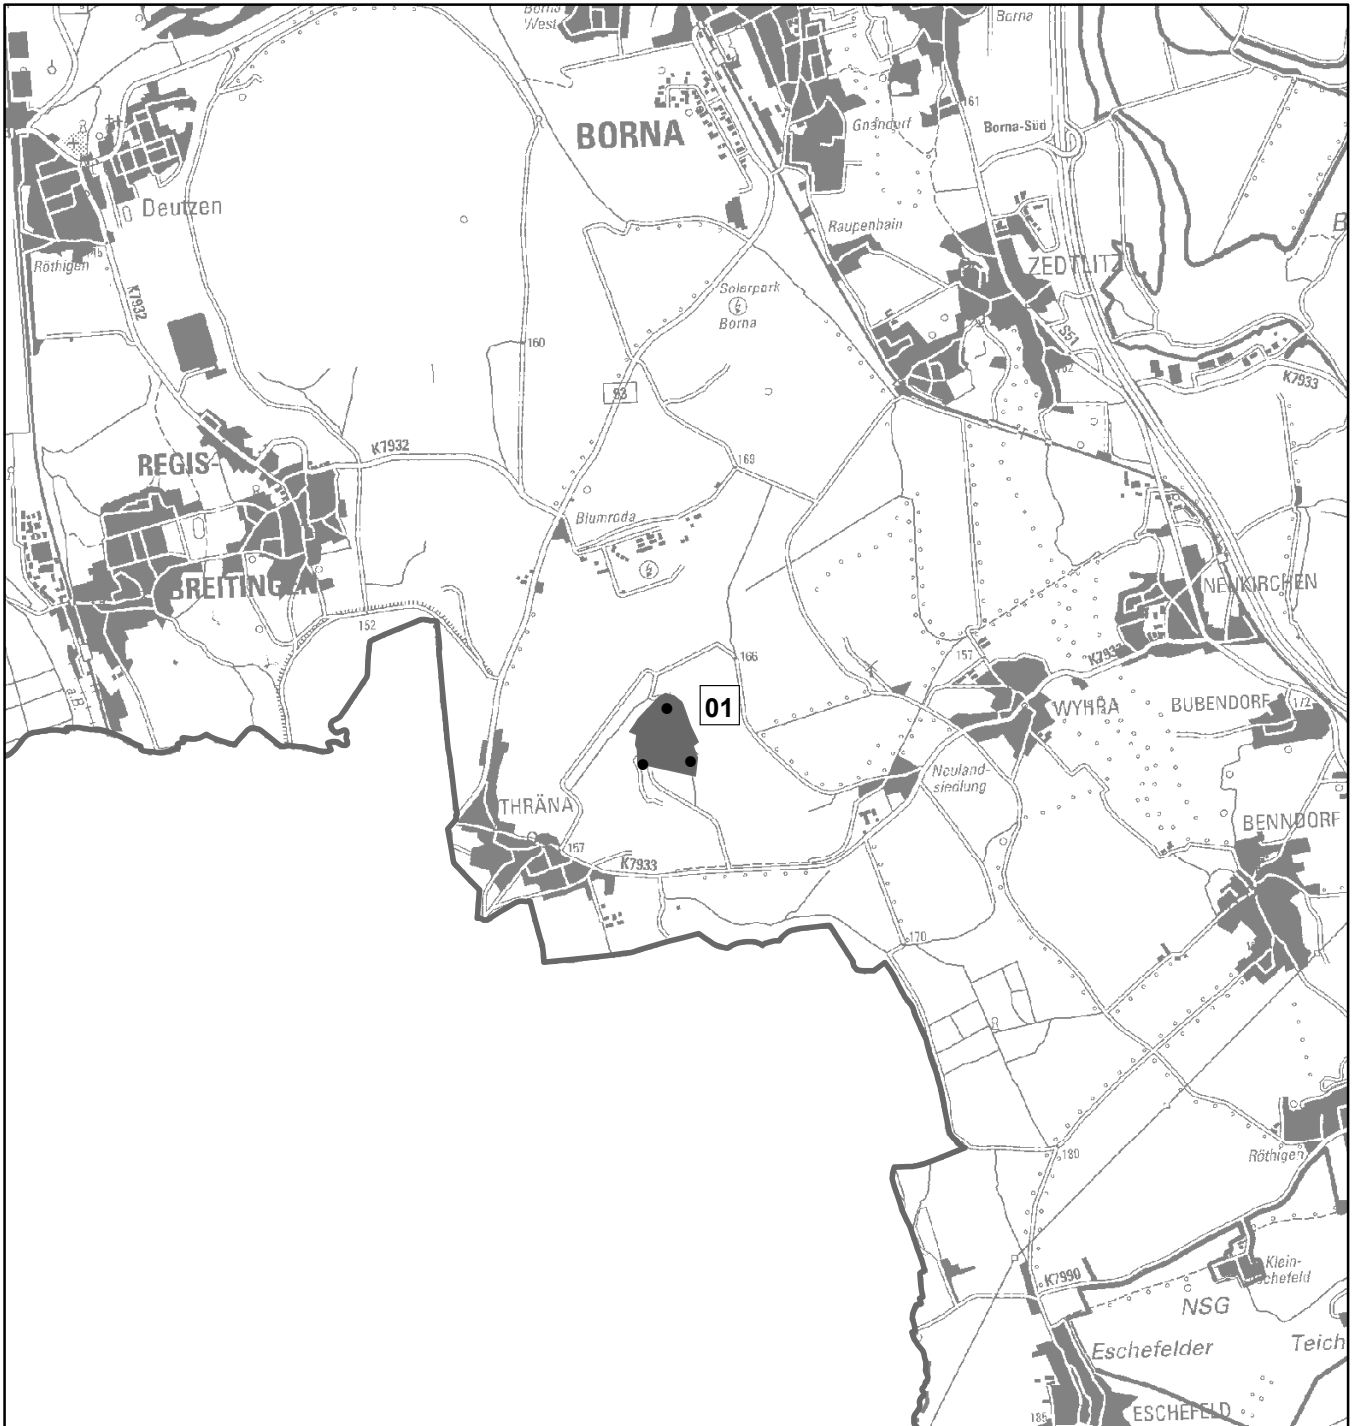 Borna
West
Borna
161
BORNA
Gnandorf
Borna-Süd
Deutzen
Raupenhain
ZEDTLITZ
Röthigen
K7932
Solarpark
Borna
S51
160
K7933
93
K7932
REGIS-
169
Blumroda
BREITINGEN
NEUKIRCHEN
152
166
157
WYHRA
BUBENDORF
172
01
Neuland-
siedlung
THRÄNA
BENNDORF
157
K7933
170
180
Röthigen
K7990
Klein-
NSG
Eschefelder
Teich
185
ESCHEFELD